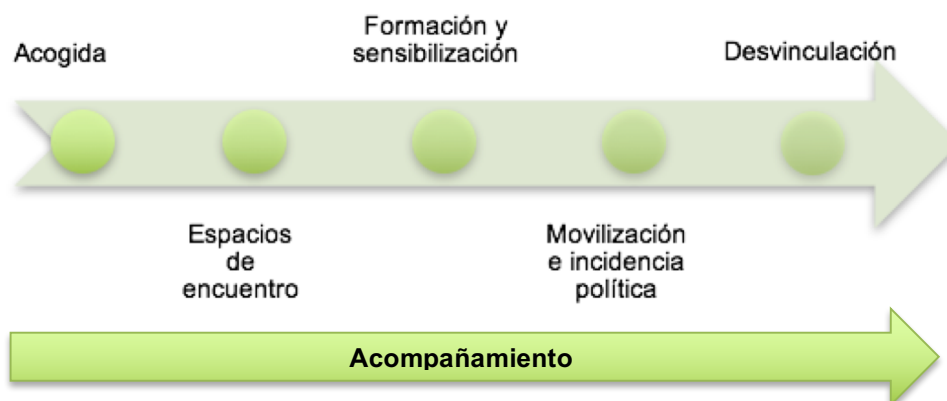 Acogida
Espacios
de
encuentro
Formación y
sensibilización
Movilización
e incidencia
política
Desvinculación
Acompañamiento